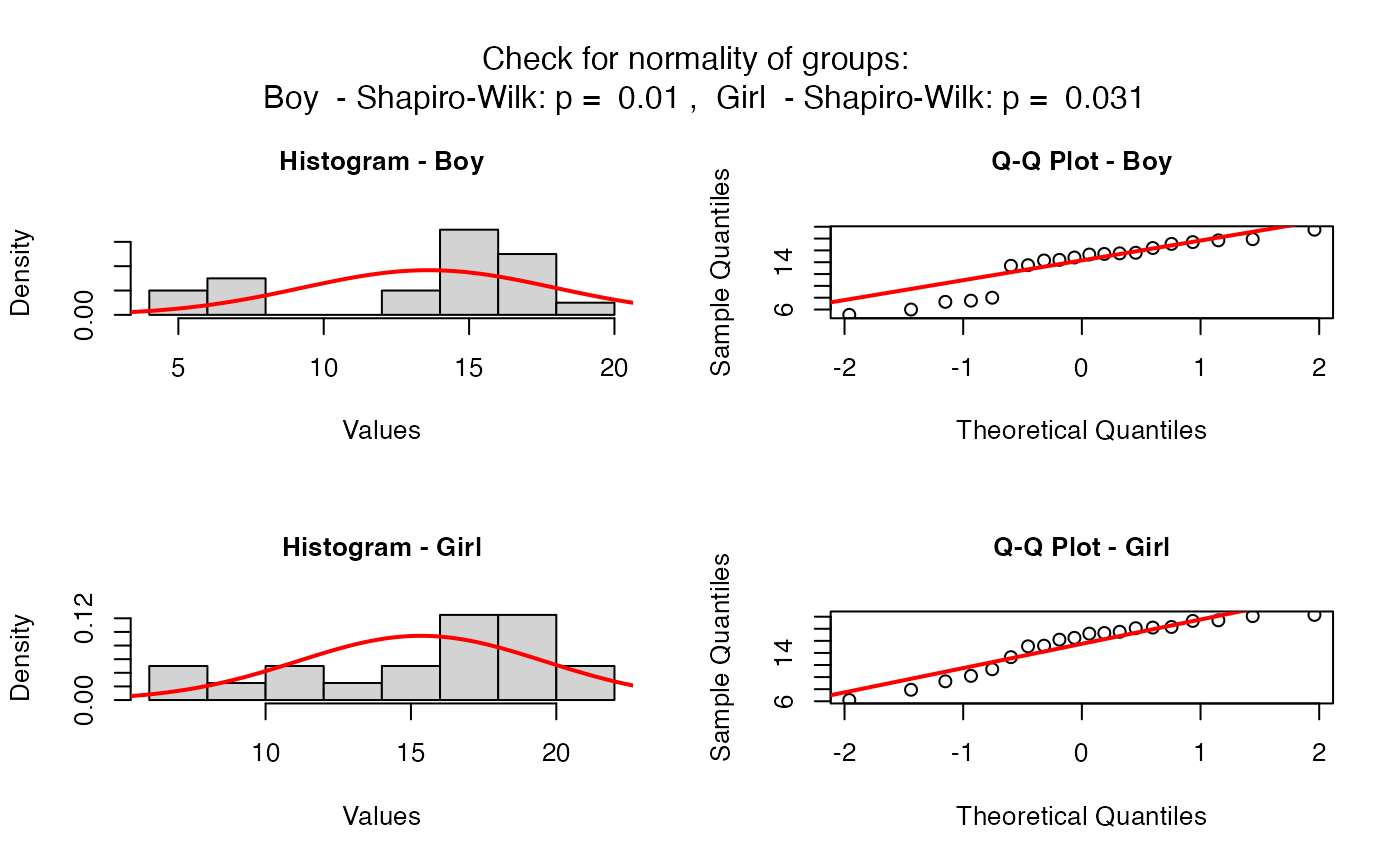 Check for normality of groups:
Boy  - Shapiro-Wilk: p =  0.01 ,  Girl  - Shapiro-Wilk: p =  0.031
Histogram - Boy
Density
0.00
5 10 15 20
Values
Q-Q Plot - Boy
Sample Quantiles
6 14
-2 -1 0 1 2
Theoretical Quantiles
Histogram - Girl
Density
0.00 0.12
10 15 20
Values
Q-Q Plot - Girl
Sample Quantiles
6 14
-2 -1 0 1 2
Theoretical Quantiles